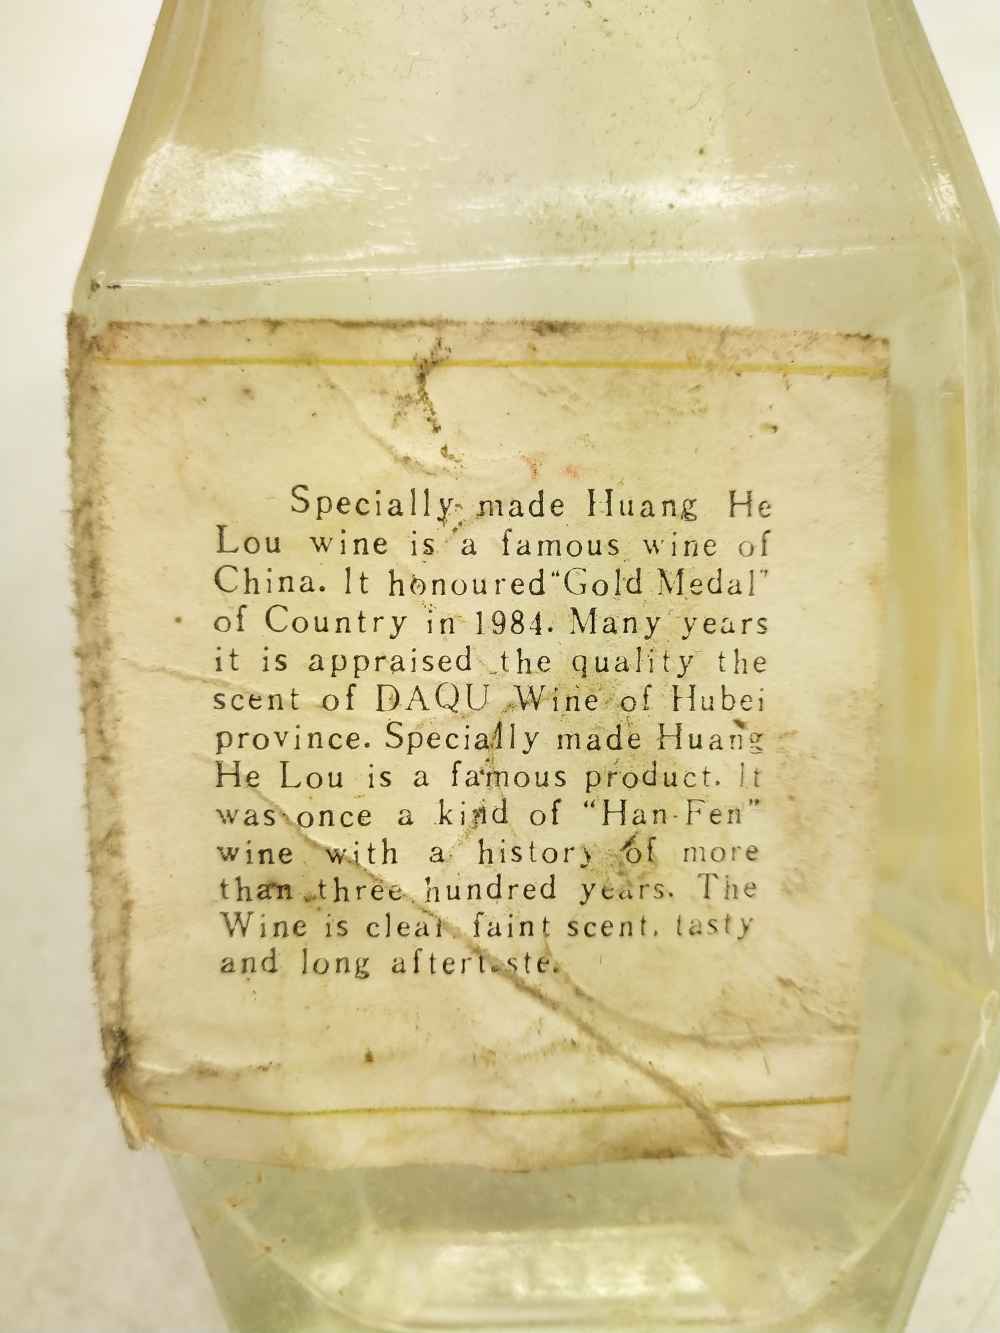 Specially made Huang He
Lou wine is a famous wine of
China. It honoured "Gold Medal"
of Country in 1984. Many years
it is appraised the quality the
scent of DAQU Wine of Hubei
province. Specially made Huang
He Lou is a famous product. It
was once a kind of "Han-Fen"
wine with a history of more
than three hundred years. The
Wine is clear, faint scent, tasty
and long aftertaste.